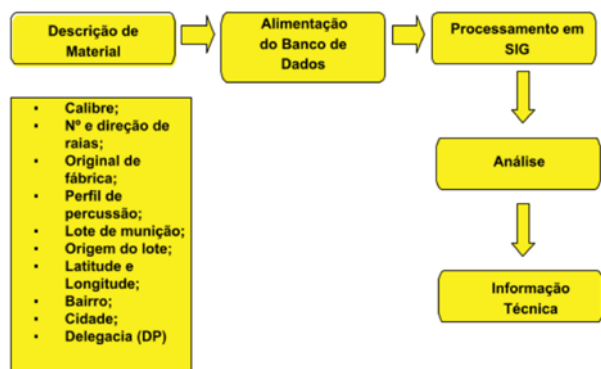 Descrição de
Material
Alimentação
do Banco de
Dados
Processamento em
SIG
▪ Calibre;
▪ Nº e direção de
raias;
▪ Original de
fábrica;
▪ Perfil de
percussão;
▪ Lote de munição;
▪ Origem do lote;
▪ Latitude e
Longitude;
▪ Bairro;
▪ Cidade;
▪ Delegacia (DP)
Análise
Informação
Técnica